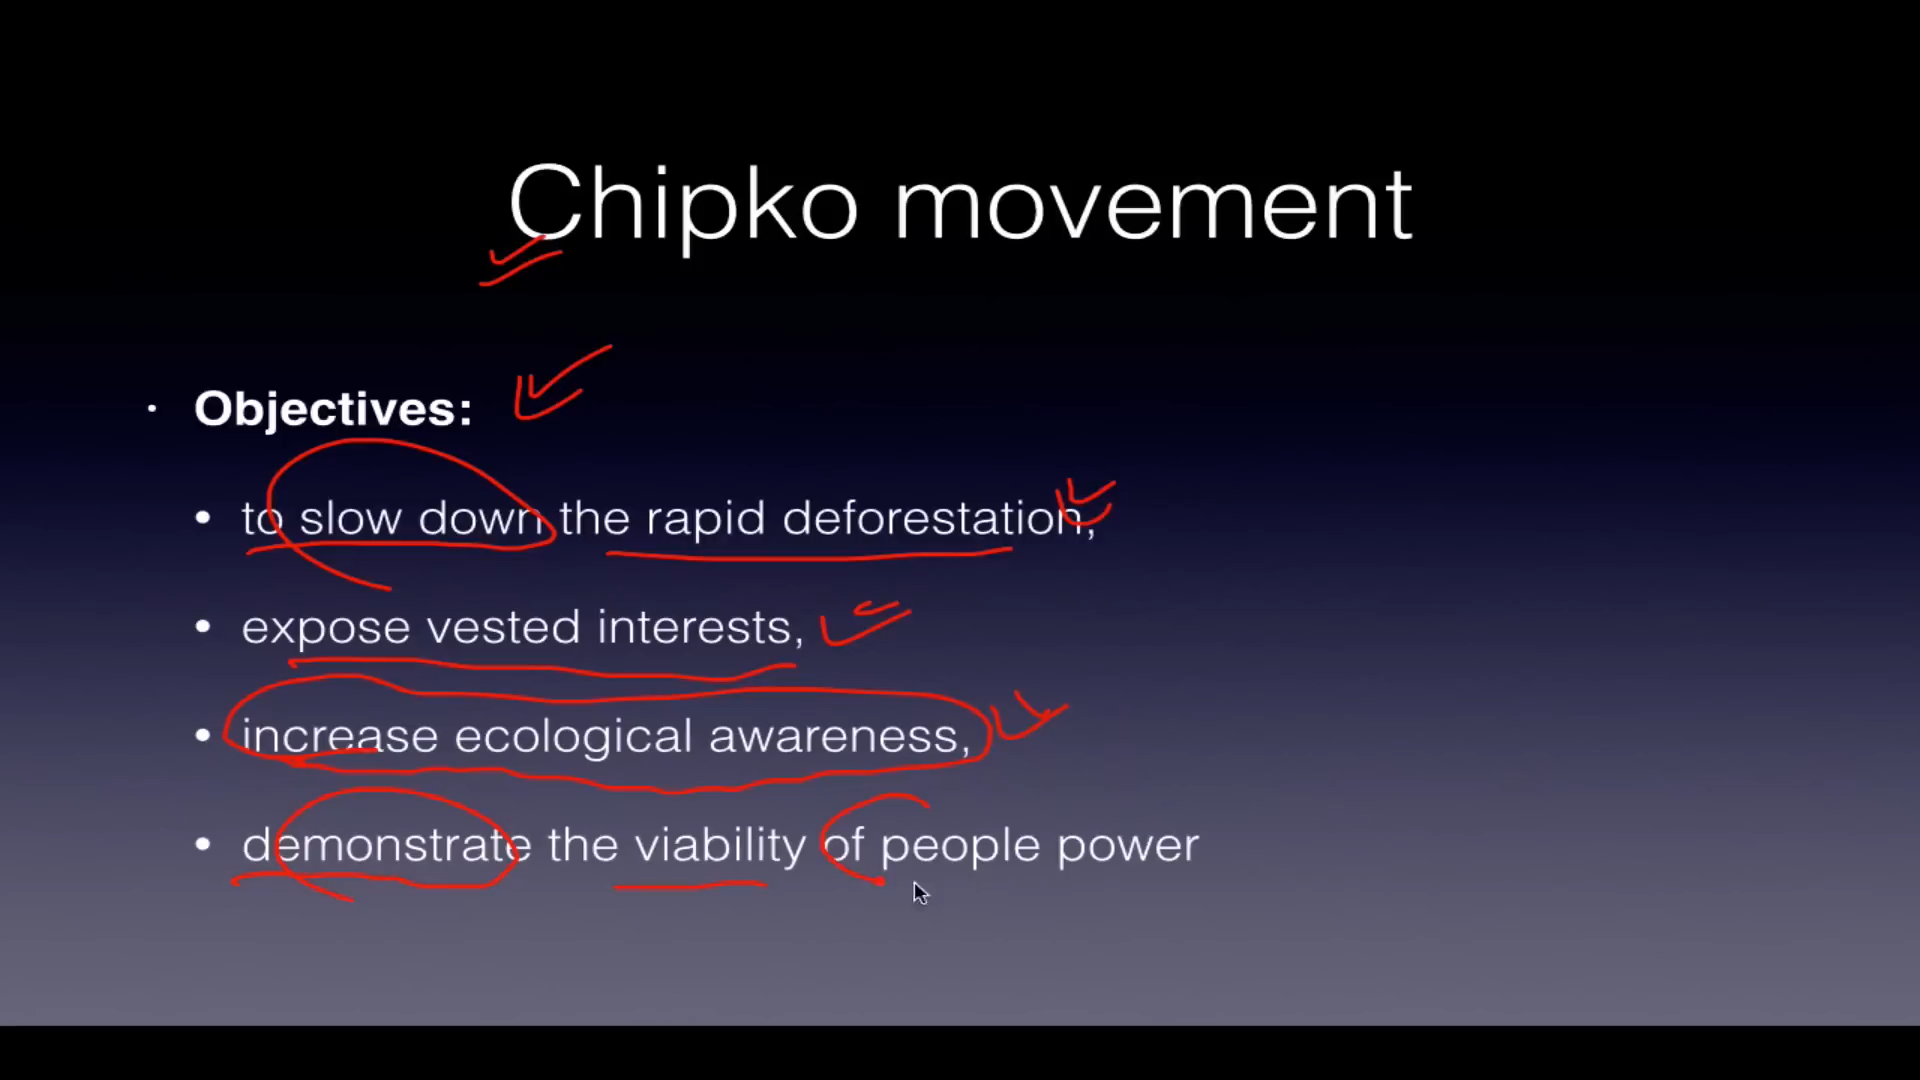 Chipko movement
• Objectives:
• to slow down the rapid deforestation,
• expose vested interests,
• increase ecological awareness,
• demonstrate the viability of people power